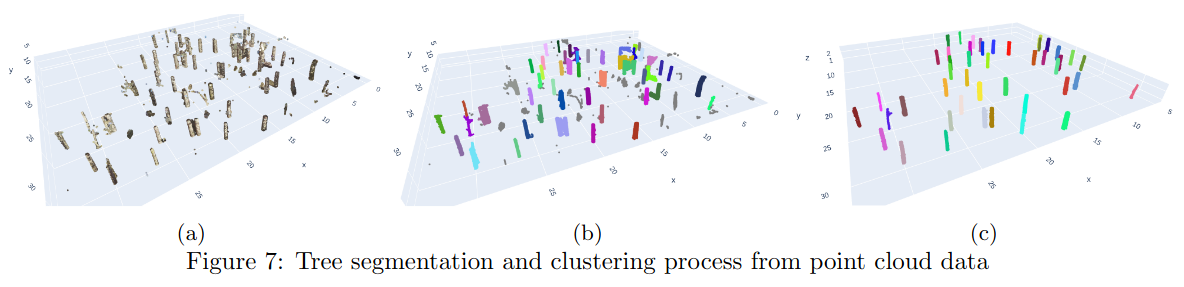 y 5 10 15 20 25 30 25 20 15 10 5 0 x
y 5 10 15 20 25 30 25 20 15 10 5 0 x
z 2 1 10 15 y 20 25 30 25 20 15 10 5 x
(a) (b) (c)
Figure 7: Tree segmentation and clustering process from point cloud data